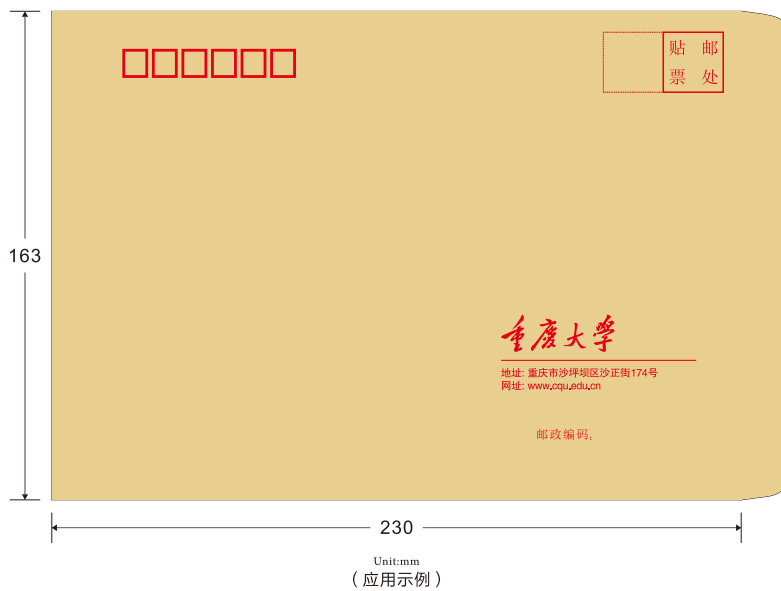 贴 邮
票 处
163
重庆大学
地址: 重庆市沙坪坝区沙正街174号
网址: www.cqu.edu.cn
邮政编码:
230
Unit:mm
（应用示例）